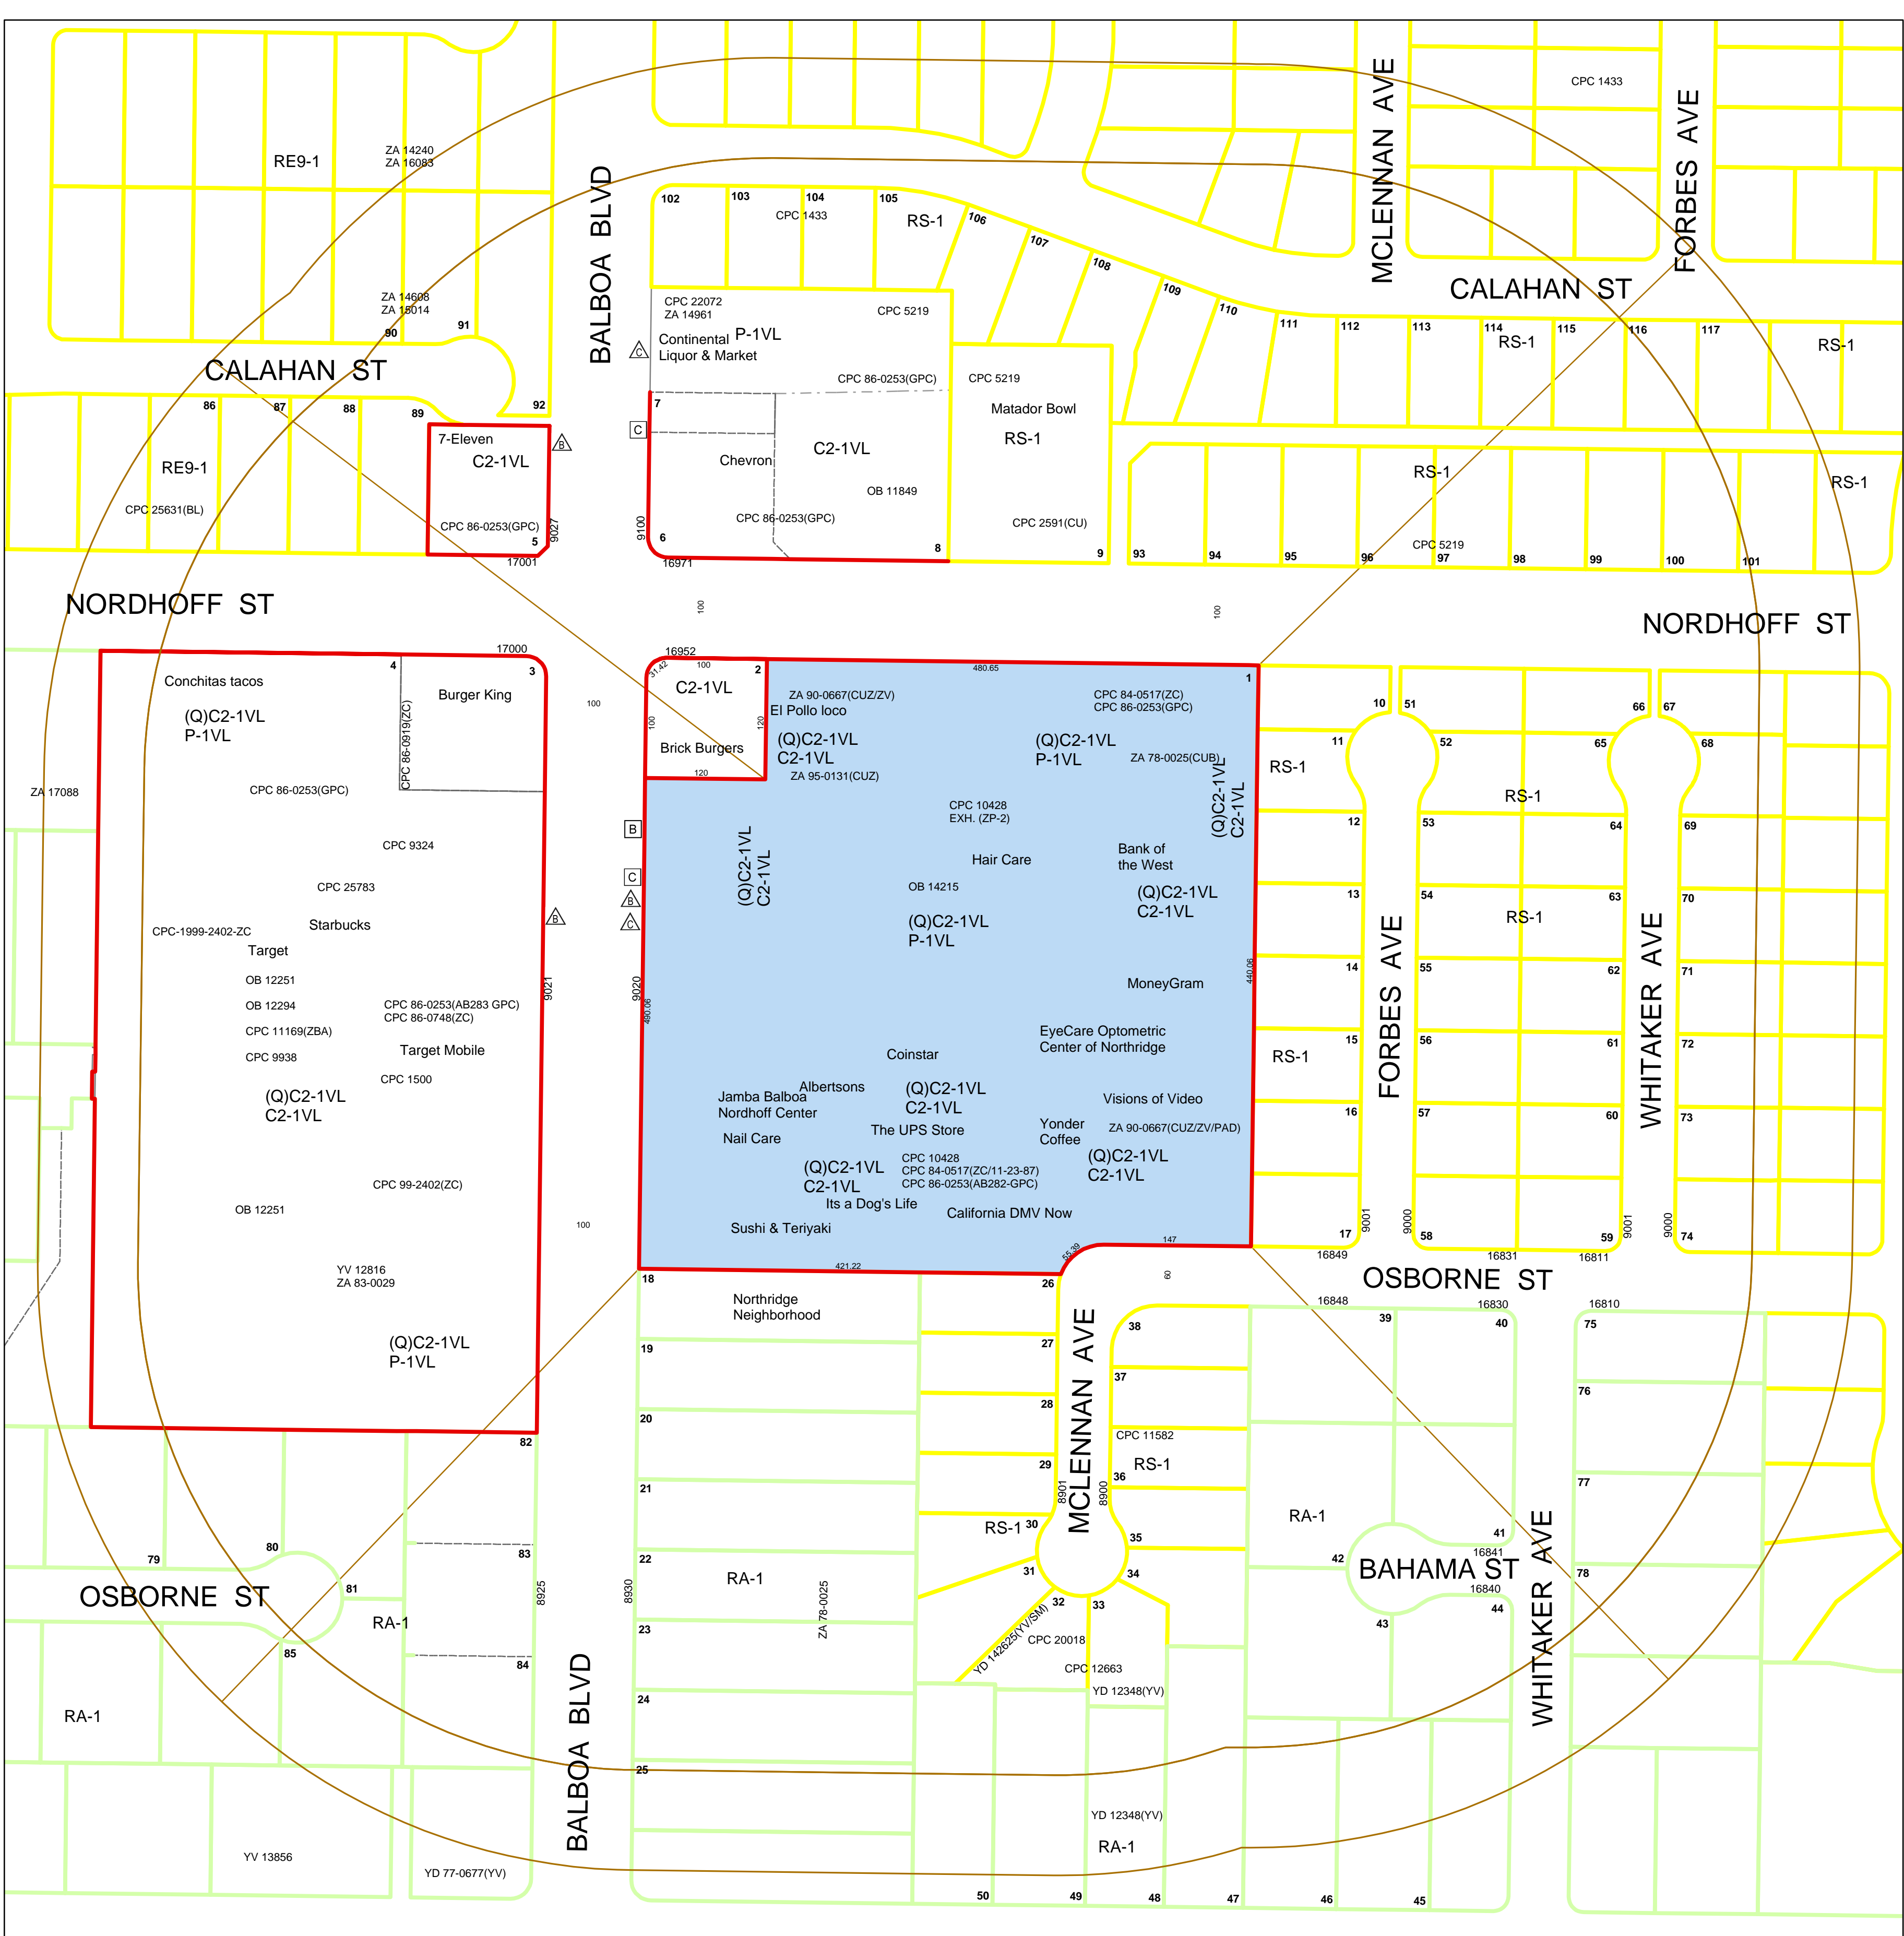 CPC 1433
MCLENNAN AVE
FORBES AVE
ZA 14240
ZA 16083
RE9-1
BALBOA BLVD
102
103
104
105
CPC 1433
RS-1
106
107
108
109
110
CALAHAN ST
ZA 14608
ZA 15014
90
91
CPC 22072
ZA 14961
CPC 5219
Continental
Liquor & Market
P-1VL
C
111
112
113
114
RS-1
115
116
117
RS-1
CALAHAN ST
CPC 86-0253(GPC)
CPC 5219
86
87
88
89
92
7
Matador Bowl
RS-1
C
7-Eleven
C2-1VL
B
Chevron
C2-1VL
RE9-1
RS-1
RS-1
CPC 25631(BL)
OB 11849
CPC 86-0253(GPC)
CPC 86-0253(GPC)
CPC 2591(CU)
5
9027
17001
9100
6
16971
8
9
93
94
95
96
CPC 5219
97
98
99
100
101
NORDHOFF ST
100
100
NORDHOFF ST
17000
4
3
Conchitas tacos
Burger King
(Q)C2-1VL
P-1VL
CPC 86-0919(ZC)
CPC 86-0253(GPC)
ZA 17088
CPC 9324
CPC 25783
CPC-1999-2402-ZC
Starbucks
Target
OB 12251
OB 12294
CPC 11169(ZBA)
CPC 9938
CPC 86-0253(AB283 GPC)
CPC 86-0748(ZC)
Target Mobile
CPC 1500
(Q)C2-1VL
C2-1VL
CPC 99-2402(ZC)
OB 12251
YV 12816
ZA 83-0029
(Q)C2-1VL
P-1VL
100
B
9021
100
16952
31.42
100
2
C2-1VL
100
120
Brick Burgers
120
480.65
1
ZA 90-0667(CUZ/ZV)
El Pollo loco
(Q)C2-1VL
C2-1VL
ZA 95-0131(CUZ)
CPC 84-0517(ZC)
CPC 86-0253(GPC)
(Q)C2-1VL
P-1VL
ZA 78-0025(CUB)
(Q)C2-1VL
C2-1VL
CPC 10428
EXH. (ZP-2)
B
C
B
C
(Q)C2-1VL
C2-1VL
Hair Care
Bank of
the West
OB 14215
(Q)C2-1VL
C2-1VL
(Q)C2-1VL
P-1VL
9020
490.06
440.06
MoneyGram
EyeCare Optometric
Center of Northridge
Coinstar
Albertsons
(Q)C2-1VL
C2-1VL
Jamba Balboa
Nordhoff Center
Visions of Video
The UPS Store
Yonder
Coffee
ZA 90-0667(CUZ/ZV/PAD)
Nail Care
(Q)C2-1VL
C2-1VL
CPC 10428
CPC 84-0517(ZC/11-23-87)
CPC 86-0253(AB282-GPC)
(Q)C2-1VL
C2-1VL
Its a Dog's Life
California DMV Now
Sushi & Teriyaki
421.22
55.39
147
60
10
51
66
67
11
52
65
68
RS-1
RS-1
12
53
64
69
13
54
63
70
RS-1
FORBES AVE
WHITAKER AVE
14
55
62
71
15
56
61
72
RS-1
16
57
60
73
9001
9000
9001
9000
17
58
59
74
16849
16831
16811
OSBORNE ST
18
Northridge
Neighborhood
26
16848
16830
16810
19
27
38
39
40
75
MCLENNAN AVE
20
28
37
76
CPC 11582
RS-1
82
21
29
36
8901
8900
77
RA-1
RS-1
30
35
41
16841
22
31
34
42
BAHAMA ST
WHITAKER AVE
78
16840
RA-1
79
80
83
OSBORNE ST
81
8925
8930
ZA 78-0025
32
33
43
44
RA-1
YD 142625(YV/SM)
CPC 20018
CPC 12663
YD 12348(YV)
23
85
84
24
RA-1
BALBOA BLVD
25
YD 12348(YV)
RA-1
YV 13856
YD 77-0677(YV)
50
49
48
47
46
45